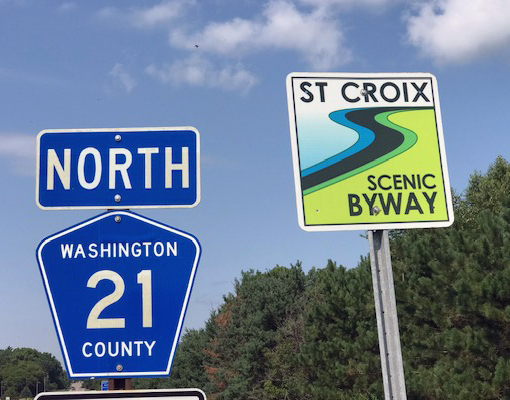 NORTH
WASHINGTON
21
COUNTY
ST CROIX
SCENIC
BYWAY